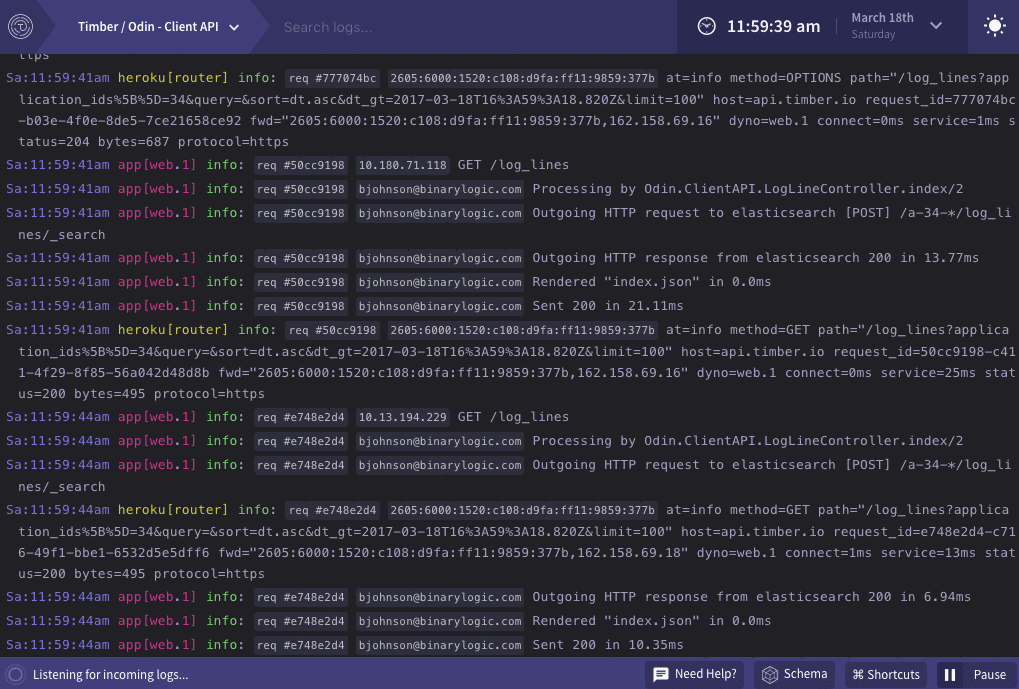 Timber / Odin - Client API
Search logs...
11:59:39 am
March 18th
Saturday
ttps
Sa:11:59:41am heroku[router] info: req #777074bc 2605:6000:1520:c108:d9fa:ff11:9859:377b at=info method=OPTIONS path="/log_lines?app
lication_ids%5B%5D=34&query=&sort=dt.asc&dt_gt=2017-03-18T16%3A59%3A18.820Z&limit=100" host=api.timber.io request_id=777074bc
-b03e-4f0e-8de5-7ce21658ce92 fwd="2605:6000:1520:c108:d9fa:ff11:9859:377b,162.158.69.16" dyno=web.1 connect=0ms service=1ms s
tatus=204 bytes=687 protocol=https
Sa:11:59:41am app[web.1] info: req #50cc9198 10.180.71.118 GET /log_lines
Sa:11:59:41am app[web.1] info: req #50cc9198 bjohnson@binarylogic.com Processing by Odin.ClientAPI.LogLineController.index/2
Sa:11:59:41am app[web.1] info: req #50cc9198 bjohnson@binarylogic.com Outgoing HTTP request to elasticsearch [POST] /a-34-*/log_li
nes/_search
Sa:11:59:41am app[web.1] info: req #50cc9198 bjohnson@binarylogic.com Outgoing HTTP response from elasticsearch 200 in 13.77ms
Sa:11:59:41am app[web.1] info: req #50cc9198 bjohnson@binarylogic.com Rendered "index.json" in 0.0ms
Sa:11:59:41am app[web.1] info: req #50cc9198 bjohnson@binarylogic.com Sent 200 in 21.11ms
Sa:11:59:41am heroku[router] info: req #50cc9198 2605:6000:1520:c108:d9fa:ff11:9859:377b at=info method=GET path="/log_lines?applica
tion_ids%5B%5D=34&query=&sort=dt.asc&dt_gt=2017-03-18T16%3A59%3A18.820Z&limit=100" host=api.timber.io request_id=50cc9198-c41
1-4f29-8f85-56a042d48d8b fwd="2605:6000:1520:c108:d9fa:ff11:9859:377b,162.158.69.16" dyno=web.1 connect=0ms service=25ms stat
us=200 bytes=495 protocol=https
Sa:11:59:44am app[web.1] info: req #e748e2d4 10.13.194.229 GET /log_lines
Sa:11:59:44am app[web.1] info: req #e748e2d4 bjohnson@binarylogic.com Processing by Odin.ClientAPI.LogLineController.index/2
Sa:11:59:44am app[web.1] info: req #e748e2d4 bjohnson@binarylogic.com Outgoing HTTP request to elasticsearch [POST] /a-34-*/log_li
nes/_search
Sa:11:59:44am heroku[router] info: req #e748e2d4 2605:6000:1520:c108:d9fa:ff11:9859:377b at=info method=GET path="/log_lines?applica
tion_ids%5B%5D=34&query=&sort=dt.asc&dt_gt=2017-03-18T16%3A59%3A18.820Z&limit=100" host=api.timber.io request_id=e748e2d4-c71
6-49f1-bbe1-6532d5e5dff6 fwd="2605:6000:1520:c108:d9fa:ff11:9859:377b,162.158.69.18" dyno=web.1 connect=1ms service=13ms stat
us=200 bytes=495 protocol=https
Sa:11:59:44am app[web.1] info: req #e748e2d4 bjohnson@binarylogic.com Outgoing HTTP response from elasticsearch 200 in 6.94ms
Sa:11:59:44am app[web.1] info: req #e748e2d4 bjohnson@binarylogic.com Rendered "index.json" in 0.0ms
Sa:11:59:44am app[web.1] info: req #e748e2d4 bjohnson@binarylogic.com Sent 200 in 10.35ms
Listening for incoming logs...
Need Help?
Schema
⌘ Shortcuts
Pause